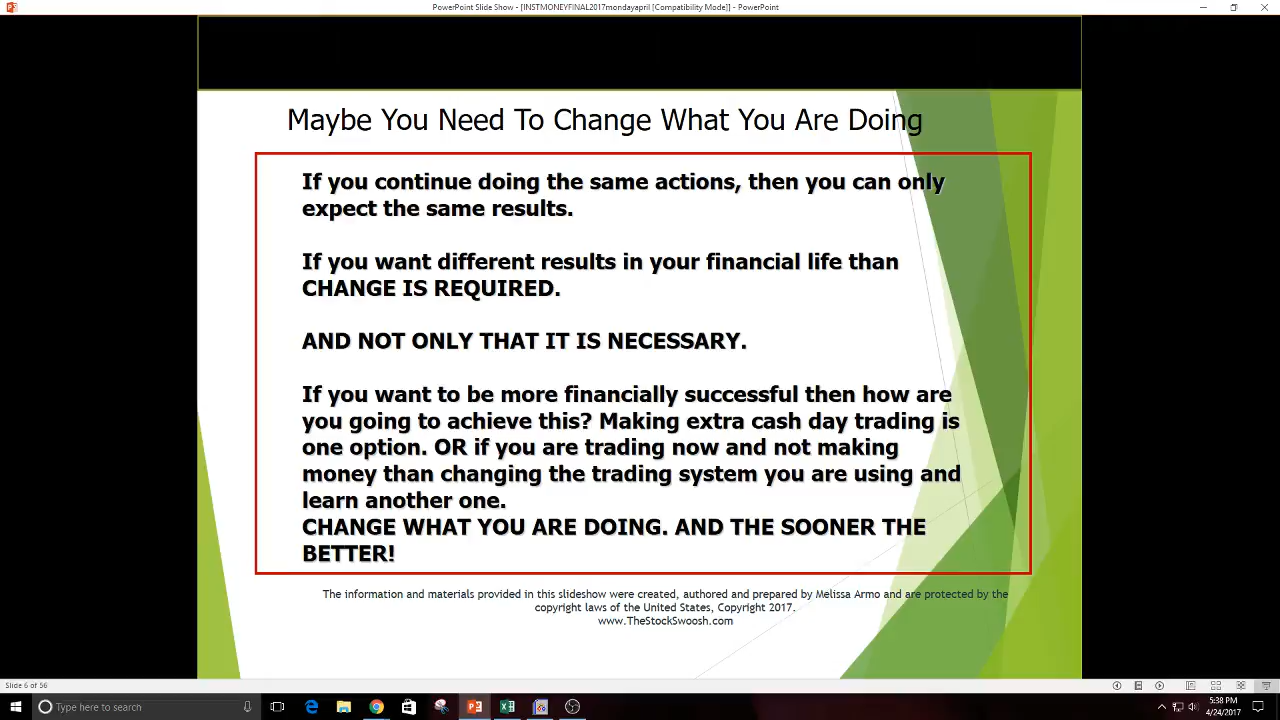 PowerPoint Slide Show - [INSTMONEYFINAL2017mondayapril [Compatibility Mode]] - PowerPoint
Maybe You Need To Change What You Are Doing
If you continue doing the same actions, then you can only
expect the same results.
If you want different results in your financial life than
CHANGE IS REQUIRED.
AND NOT ONLY THAT IT IS NECESSARY.
If you want to be more financially successful then how are
you going to achieve this? Making extra cash day trading is
one option. OR if you are trading now and not making
money than changing the trading system you are using and
learn another one.
CHANGE WHAT YOU ARE DOING. AND THE SOONER THE
BETTER!
The information and materials provided in this slideshow were created, authored and prepared by Melissa Armo and are protected by the
copyright laws of the United States, Copyright 2017.
www.TheStockSwoosh.com
Slide 6 of 56
Type here to search
5:38 PM
4/24/2017